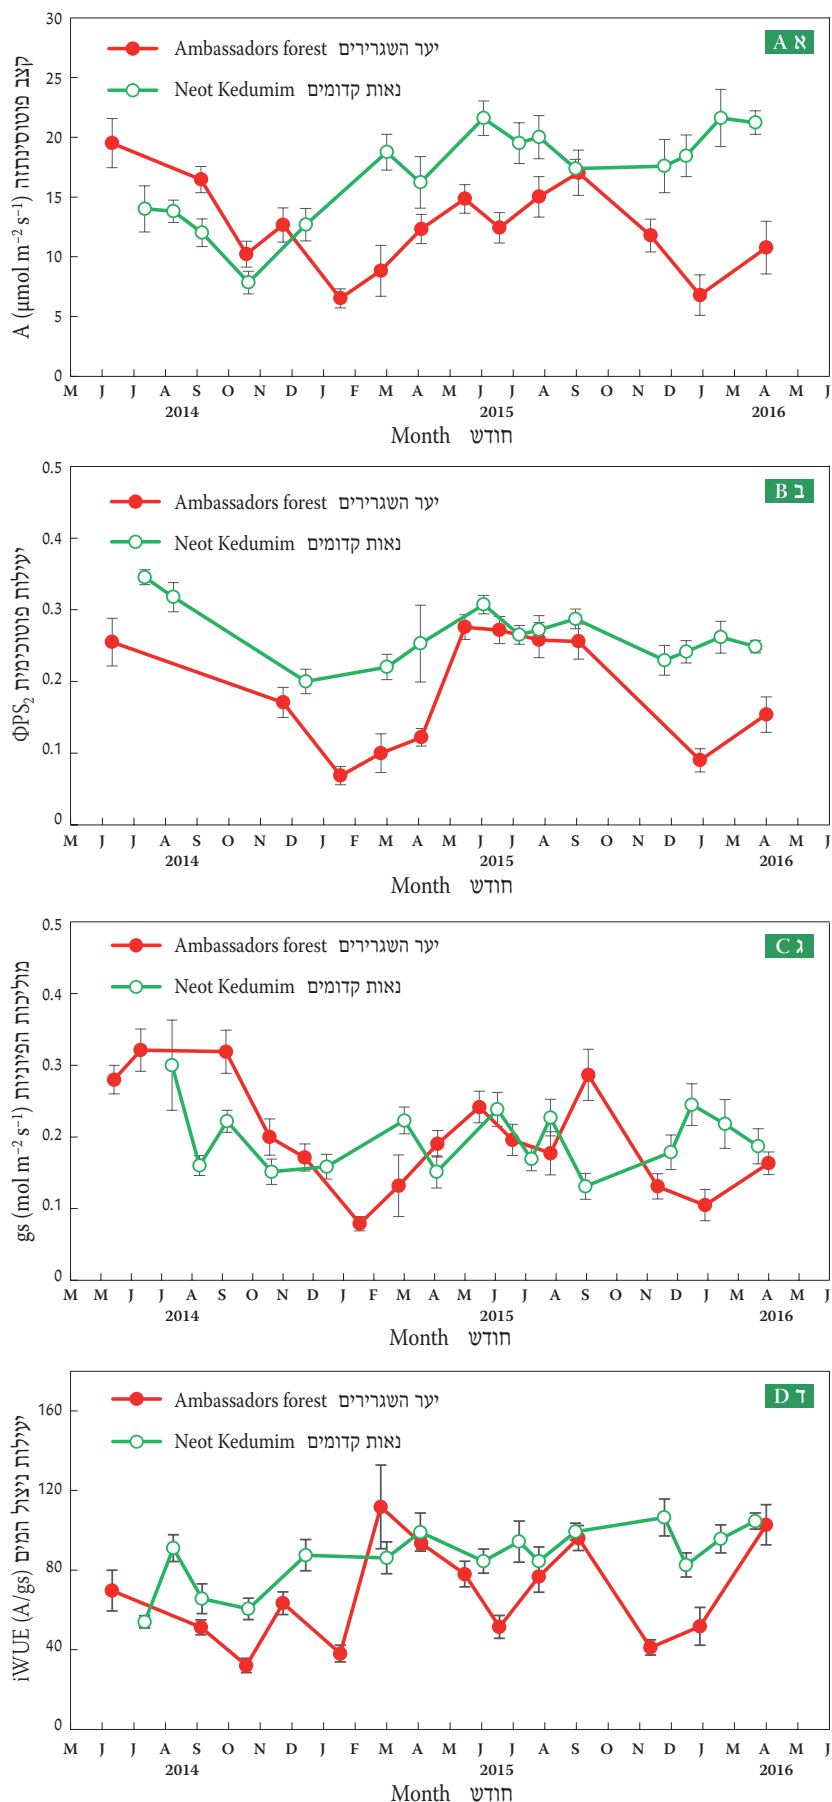 A א
Ambassadors forest יער השגרירים
Neot Kedumim נאות קדומים
קצב פוטוסינתזה
A (μmol m⁻² s⁻¹)
30
25
20
15
10
5
0
M J J A S O N D J F M A M J J A S O N D J F M A M J
2014 2015 2016
Month חודש
B ב
Ambassadors forest יער השגרירים
Neot Kedumim נאות קדומים
יעילות פוטוכימית ΦPS₂
0.5
0.4
0.3
0.2
0.1
0
M J J A S O N D J F M A M J J A S O N D J F M A M J
2014 2015 2016
Month חודש
C ג
Ambassadors forest יער השגרירים
Neot Kedumim נאות קדומים
מוליכות הפיוניות
gs (mol m⁻² s⁻¹)
0.5
0.4
0.3
0.2
0.1
0
M M J J A S O N D J F M A M J J A S O N D J F M A M J
2014 2015 2016
Month חודש
D ד
Ambassadors forest יער השגרירים
Neot Kedumim נאות קדומים
יעילות ניצול המים
iWUE (A/gs)
160
120
80
40
0
M J J A S O N D J F M A M J J A S O N D J F M A M J
2014 2015 2016
Month חודש